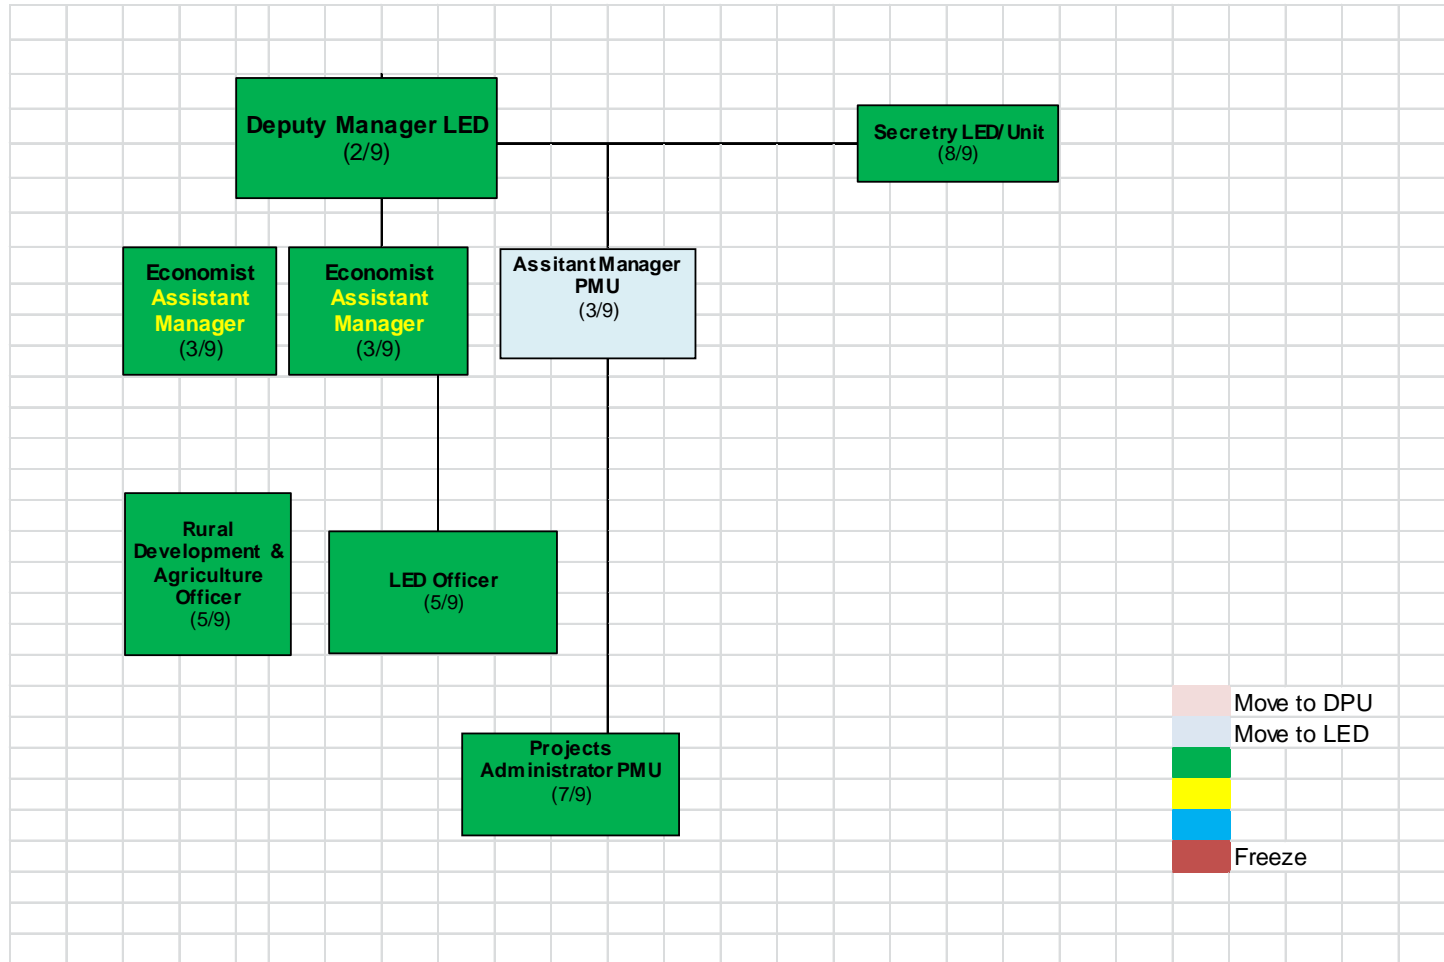 Deputy Manager LED
(2/9)
Secretry LED/Unit
(8/9)
Economist
Assistant
Manager
(3/9)
Economist
Assistant
Manager
(3/9)
Assitant Manager
PMU
(3/9)
Rural
Development &
Agriculture
Officer
(5/9)
LED Officer
(5/9)
Projects
Administrator PMU
(7/9)
Move to DPU
Move to LED
Freeze